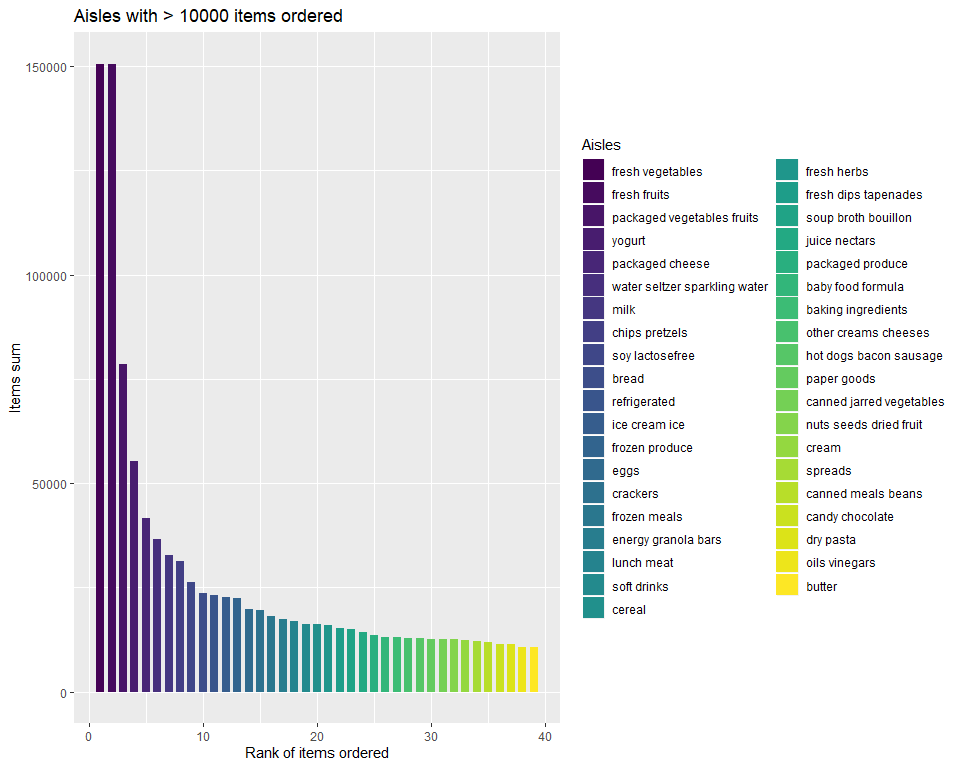 Aisles with > 10000 items ordered
150000
100000
50000
0
Items sum
0
10
20
30
40
Rank of items ordered
Aisles
fresh vegetables
fresh fruits
packaged vegetables fruits
yogurt
packaged cheese
water seltzer sparkling water
milk
chips pretzels
soy lactosefree
bread
refrigerated
ice cream ice
frozen produce
eggs
crackers
frozen meals
energy granola bars
lunch meat
soft drinks
cereal
fresh herbs
fresh dips tapenades
soup broth bouillon
juice nectars
packaged produce
baby food formula
baking ingredients
other creams cheeses
hot dogs bacon sausage
paper goods
canned jarred vegetables
nuts seeds dried fruit
cream
spreads
canned meals beans
candy chocolate
dry pasta
oils vinegars
butter